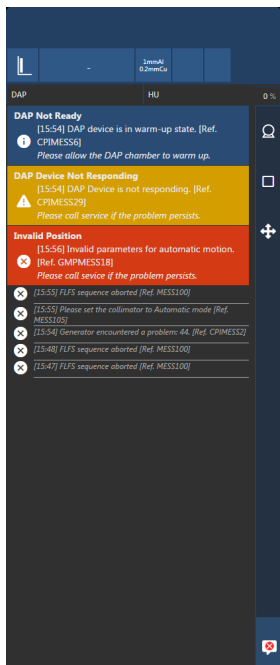 -
1mmAl
0.2mmCu
DAP HU 0 %
DAP Not Ready
[15:54] DAP device is in warm-up state. [Ref.
CPIMESS6]
Please allow the DAP chamber to warm up.
DAP Device Not Responding
[15:54] DAP Device is not responding. [Ref.
CPIMESS29]
Please call service if the problem persists.
Invalid Position
[15:56] Invalid parameters for automatic motion.
[Ref. GMPMESS18]
Please call sevice if the problem persists.
[15:55] FLFS sequence aborted [Ref. MESS100]
[15:55] Please set the collimator to Automatic mode [Ref.
MESS105]
[15:54] Generator encountered a problem: 44. [Ref. CPIMESS2]
[15:48] FLFS sequence aborted [Ref. MESS100]
[15:47] FLFS sequence aborted [Ref. MESS100]